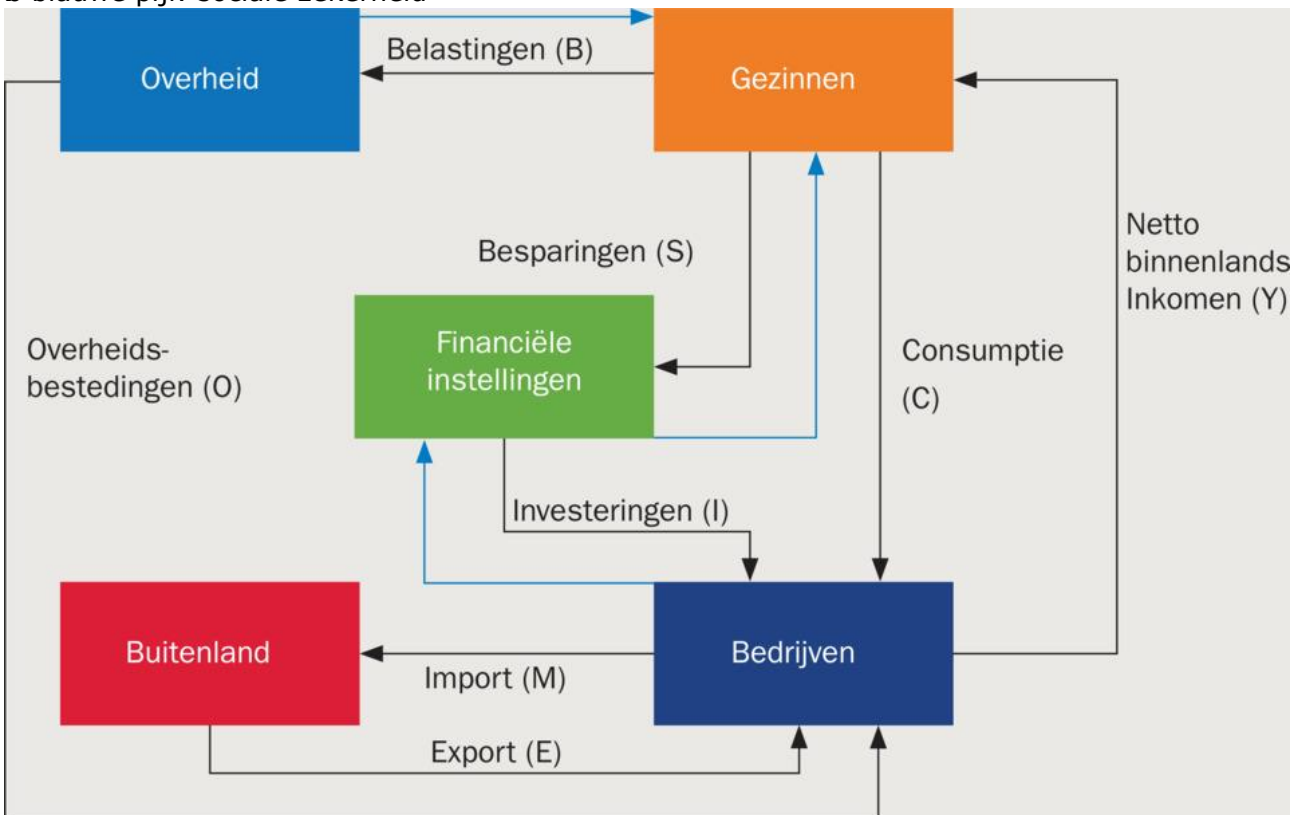 Overheid
Belastingen (B)
Gezinnen
Besparingen (S)
Netto
binnenlands
Inkomen (Y)
Financiële
instellingen
Overheids-
bestedingen (O)
Consumptie
(C)
Investeringen (I)
Buitenland
Import (M)
Bedrijven
Export (E)